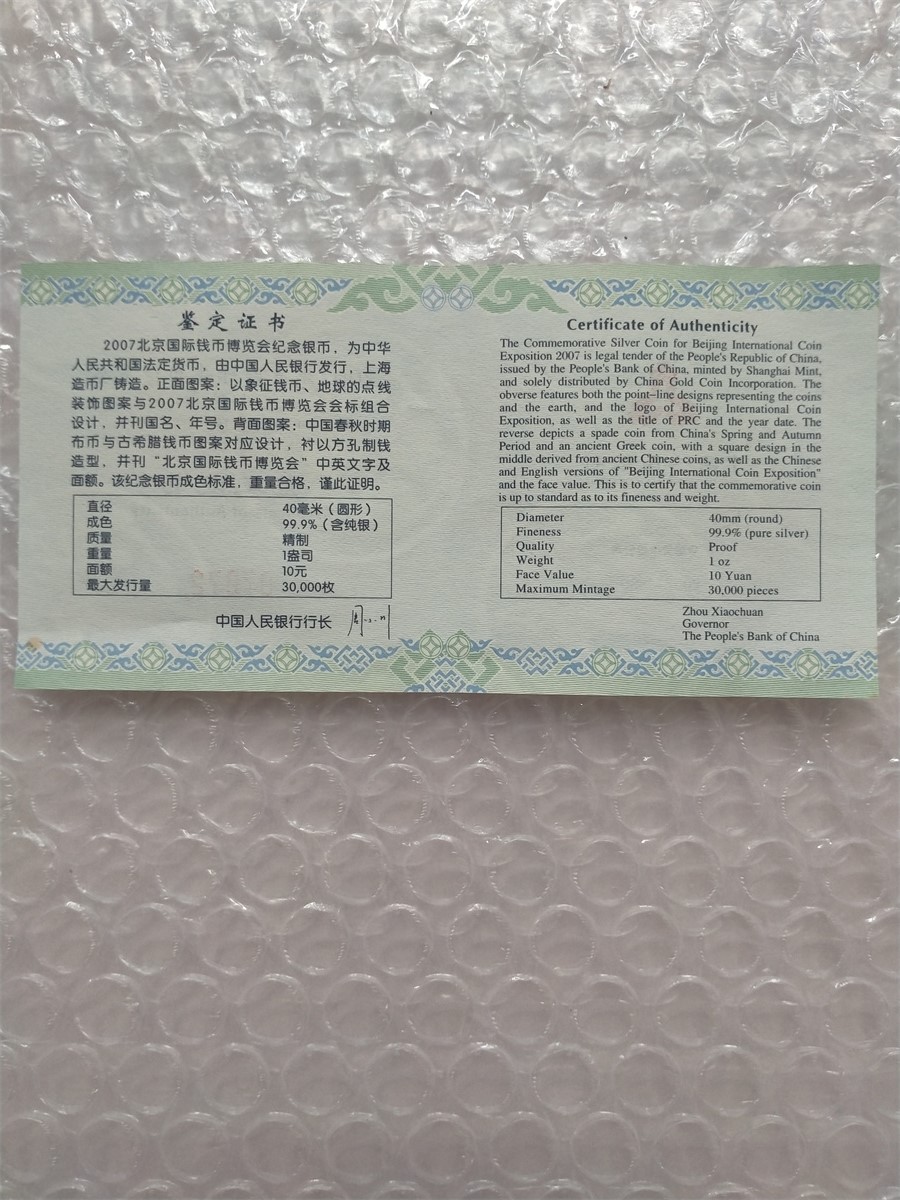 鉴定证书
2007北京国际钱币博览会纪念银币，为中华
人民共和国法定货币，由中国人民银行发行，上海
造币厂铸造。正面图案：以象征钱币、地球的点线
装饰图案与2007北京国际钱币博览会会标组合
设计，并刊国名、年号。背面图案：中国春秋时期
布币与古希腊钱币图案对应设计，衬以方孔制钱
造型，并刊“北京国际钱币博览会”中英文字及
面额。该纪念银币成色标准，重量合格，谨此证明。
直径 40毫米（圆形）
成色 99.9%（含纯银）
质量 精制
重量 1盎司
面额 10元
最大发行量 30,000枚
中国人民银行行长
Certificate of Authenticity
The Commemorative Silver Coin for Beijing International Coin
Exposition 2007 is legal tender of the People's Republic of China,
issued by the People's Bank of China, minted by Shanghai Mint,
and solely distributed by China Gold Coin Incorporation. The
obverse features both the point-line designs representing the coins
and the earth, and the logo of Beijing International Coin
Exposition, as well as the title of PRC and the year date. The
reverse depicts a spade coin from China's Spring and Autumn
Period and an ancient Greek coin, with a square design in the
middle derived from ancient Chinese coins, as well as the Chinese
and English versions of "Beijing International Coin Exposition"
and the face value. This is to certify that the commemorative coin
is up to standard as to its fineness and weight.
Diameter 40mm (round)
Fineness 99.9% (pure silver)
Quality Proof
Weight 1 oz
Face Value 10 Yuan
Maximum Mintage 30,000 pieces
Zhou Xiaochuan
Governor
The People's Bank of China